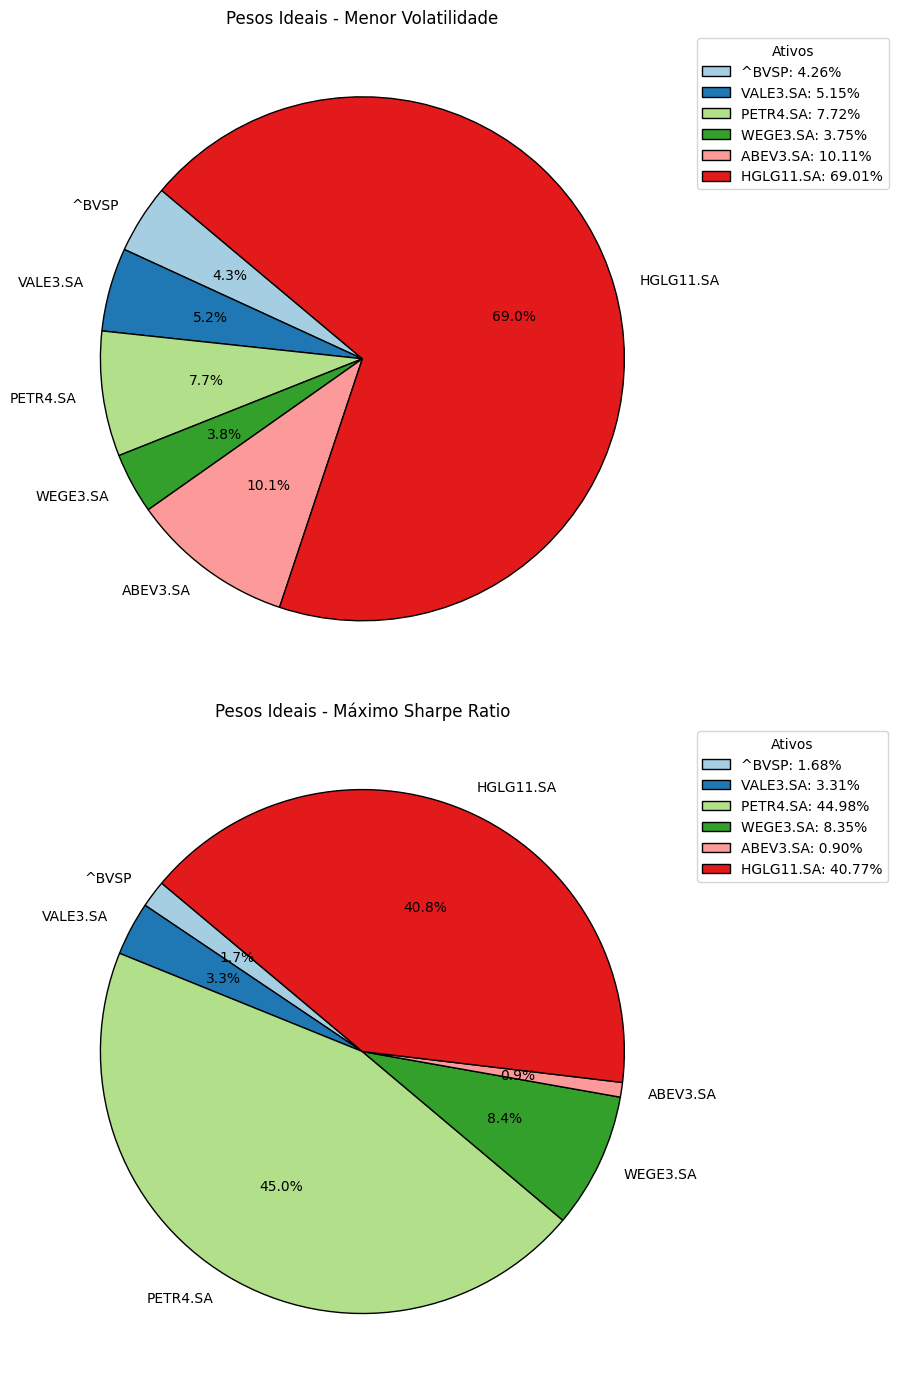 Pesos Ideais - Menor Volatilidade
Ativos
^BVSP: 4.26%
VALE3.SA: 5.15%
PETR4.SA: 7.72%
WEGE3.SA: 3.75%
ABEV3.SA: 10.11%
HGLG11.SA: 69.01%
^BVSP
VALE3.SA
PETR4.SA
WEGE3.SA
ABEV3.SA
HGLG11.SA
4.3%
5.2%
7.7%
3.8%
10.1%
69.0%
Pesos Ideais - Máximo Sharpe Ratio
Ativos
^BVSP: 1.68%
VALE3.SA: 3.31%
PETR4.SA: 44.98%
WEGE3.SA: 8.35%
ABEV3.SA: 0.90%
HGLG11.SA: 40.77%
^BVSP
VALE3.SA
PETR4.SA
WEGE3.SA
ABEV3.SA
HGLG11.SA
1.7%
3.3%
45.0%
8.4%
0.9%
40.8%